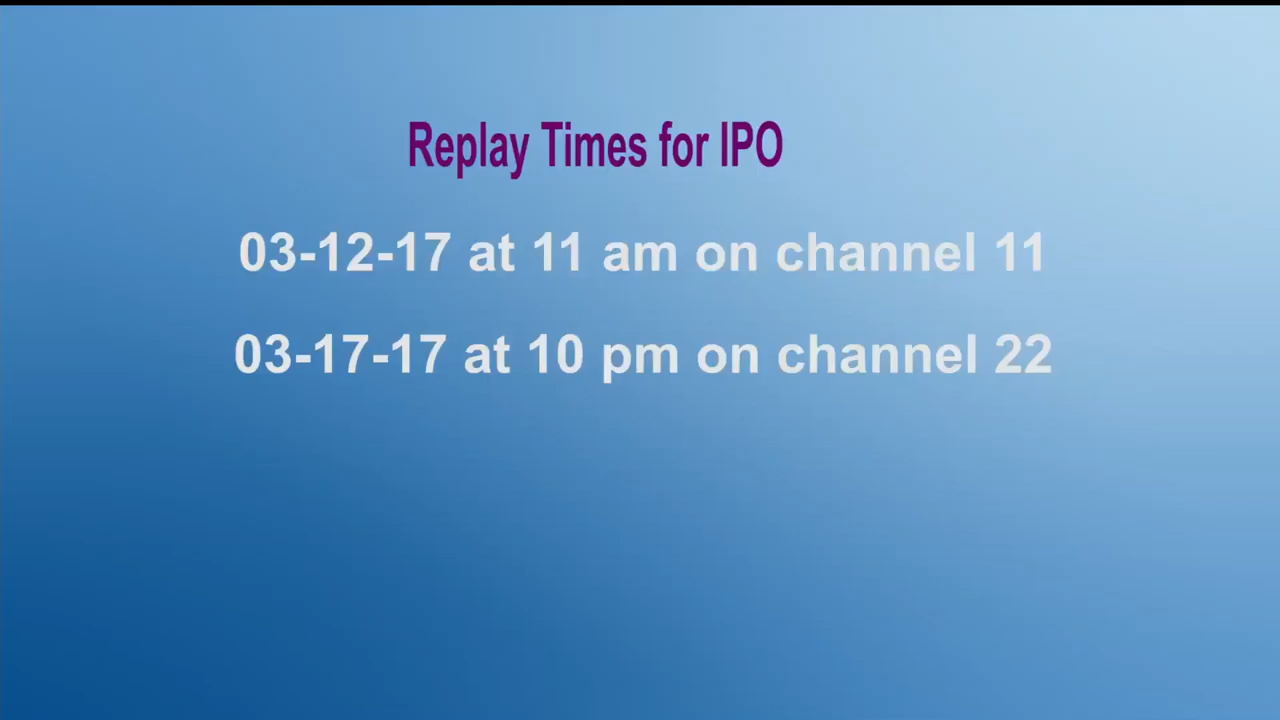 Replay Times for IPO
03-12-17 at 11 am on channel 11
03-17-17 at 10 pm on channel 22